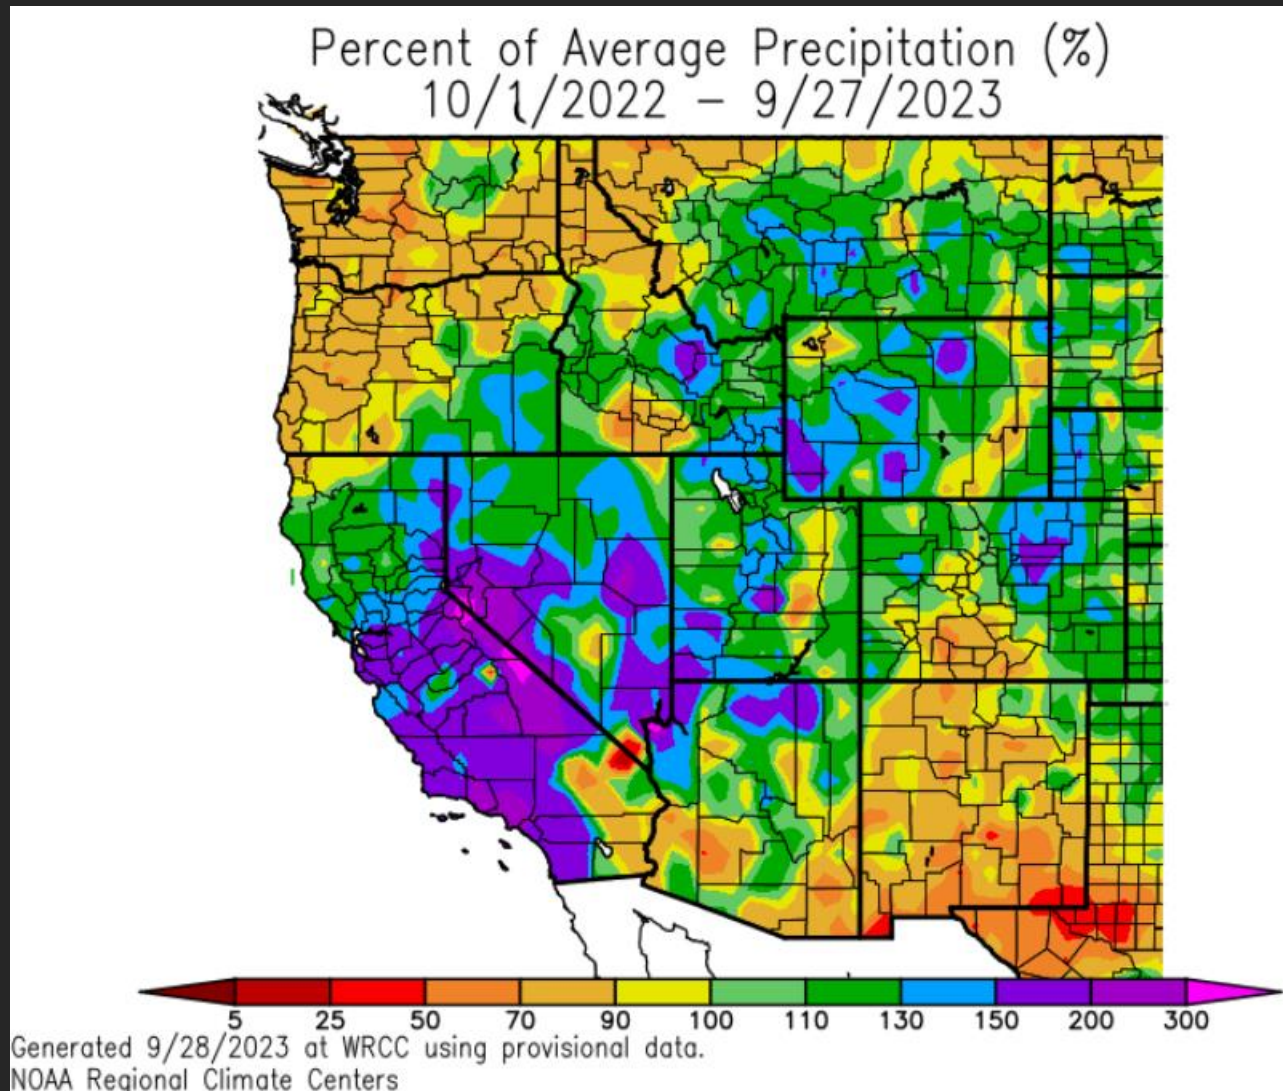 Percent of Average Precipitation (%)
10/1/2022 – 9/27/2023
5 25 50 70 90 100 110 130 150 200 300
Generated 9/28/2023 at WRCC using provisional data.
NOAA Regional Climate Centers